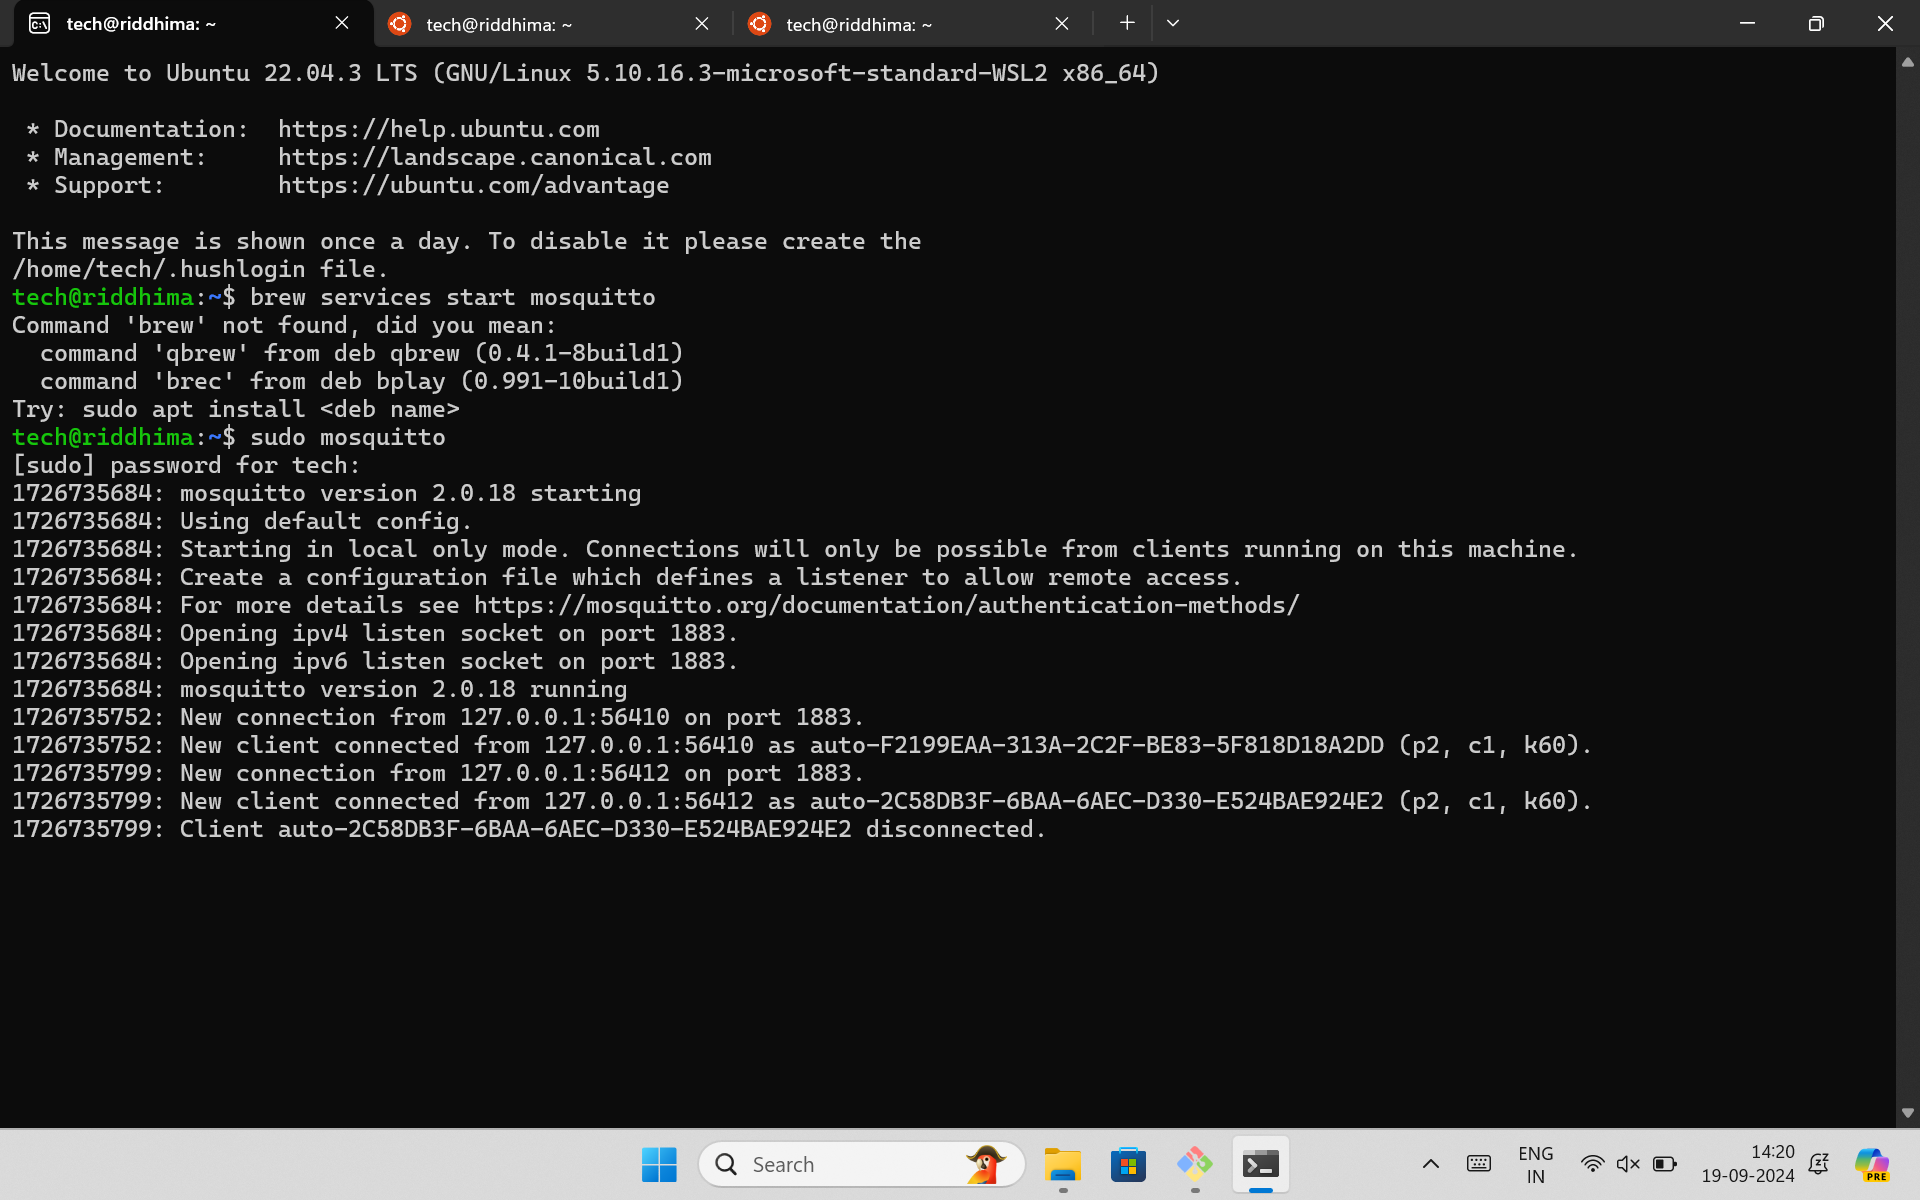 tech@riddhima: ~
tech@riddhima: ~
tech@riddhima: ~
Welcome to Ubuntu 22.04.3 LTS (GNU/Linux 5.10.16.3-microsoft-standard-WSL2 x86_64)
* Documentation:  https://help.ubuntu.com
* Management:     https://landscape.canonical.com
* Support:        https://ubuntu.com/advantage
This message is shown once a day. To disable it please create the
/home/tech/.hushlogin file.
tech@riddhima:~$ brew services start mosquitto
Command 'brew' not found, did you mean:
  command 'qbrew' from deb qbrew (0.4.1-8build1)
  command 'brec' from deb bplay (0.991-10build1)
Try: sudo apt install <deb name>
tech@riddhima:~$ sudo mosquitto
[sudo] password for tech:
1726735684: mosquitto version 2.0.18 starting
1726735684: Using default config.
1726735684: Starting in local only mode. Connections will only be possible from clients running on this machine.
1726735684: Create a configuration file which defines a listener to allow remote access.
1726735684: For more details see https://mosquitto.org/documentation/authentication-methods/
1726735684: Opening ipv4 listen socket on port 1883.
1726735684: Opening ipv6 listen socket on port 1883.
1726735684: mosquitto version 2.0.18 running
1726735752: New connection from 127.0.0.1:56410 on port 1883.
1726735752: New client connected from 127.0.0.1:56410 as auto-F2199EAA-313A-2C2F-BE83-5F818D18A2DD (p2, c1, k60).
1726735799: New connection from 127.0.0.1:56412 on port 1883.
1726735799: New client connected from 127.0.0.1:56412 as auto-2C58DB3F-6BAA-6AEC-D330-E524BAE924E2 (p2, c1, k60).
1726735799: Client auto-2C58DB3F-6BAA-6AEC-D330-E524BAE924E2 disconnected.
Search
ENG
IN
14:20
19-09-2024
PRE